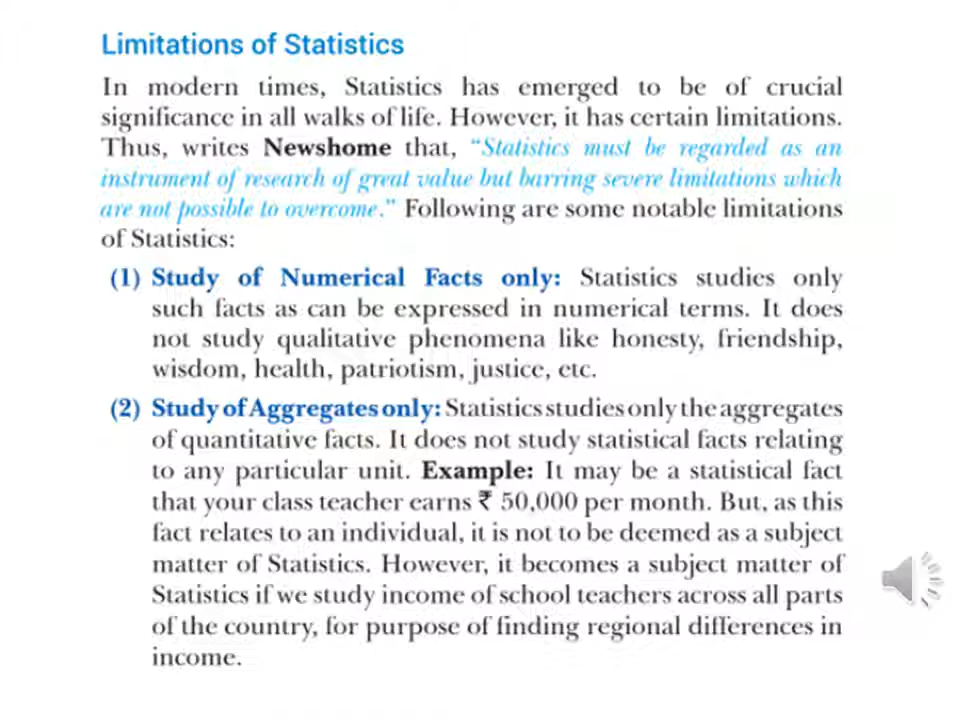 Limitations of Statistics
In modern times, Statistics has emerged to be of crucial
significance in all walks of life. However, it has certain limitations.
Thus, writes Newshome that, “Statistics must be regarded as an
instrument of research of great value but barring severe limitations which
are not possible to overcome.” Following are some notable limitations
of Statistics:
(1) Study of Numerical Facts only: Statistics studies only
such facts as can be expressed in numerical terms. It does
not study qualitative phenomena like honesty, friendship,
wisdom, health, patriotism, justice, etc.
(2) Study of Aggregates only: Statistics studies only the aggregates
of quantitative facts. It does not study statistical facts relating
to any particular unit. Example: It may be a statistical fact
that your class teacher earns ₹ 50,000 per month. But, as this
fact relates to an individual, it is not to be deemed as a subject
matter of Statistics. However, it becomes a subject matter of
Statistics if we study income of school teachers across all parts
of the country, for purpose of finding regional differences in
income.